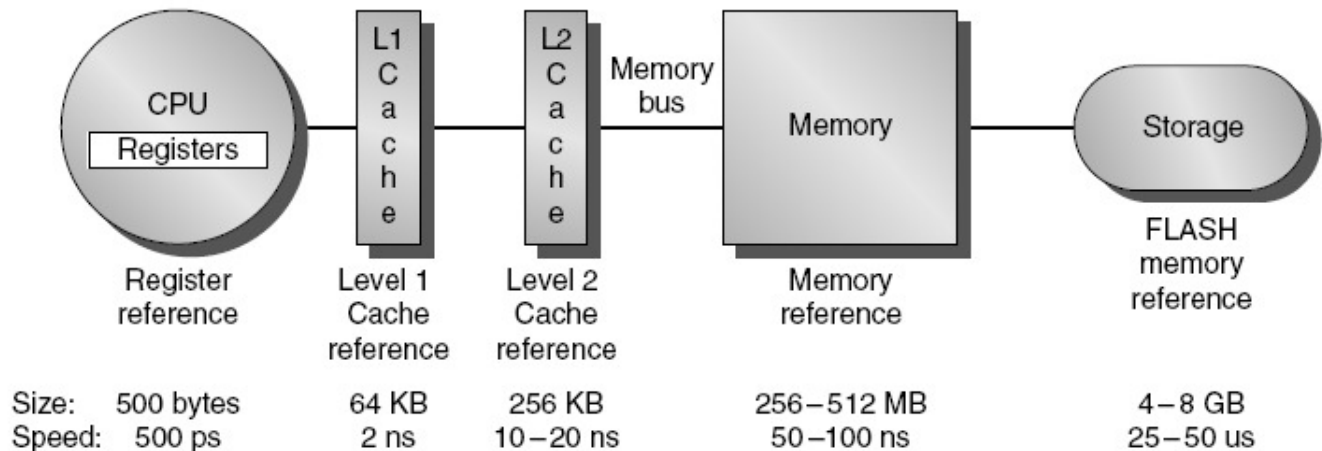 CPU
Registers
L1
C
a
c
h
e
L2
C
a
c
h
e
Memory
bus
Memory
Storage
Register
reference
Level 1
Cache
reference
Level 2
Cache
reference
Memory
reference
FLASH
memory
reference
Size: 500 bytes 64 KB 256 KB 256–512 MB 4–8 GB
Speed: 500 ps 2 ns 10–20 ns 50–100 ns 25–50 us